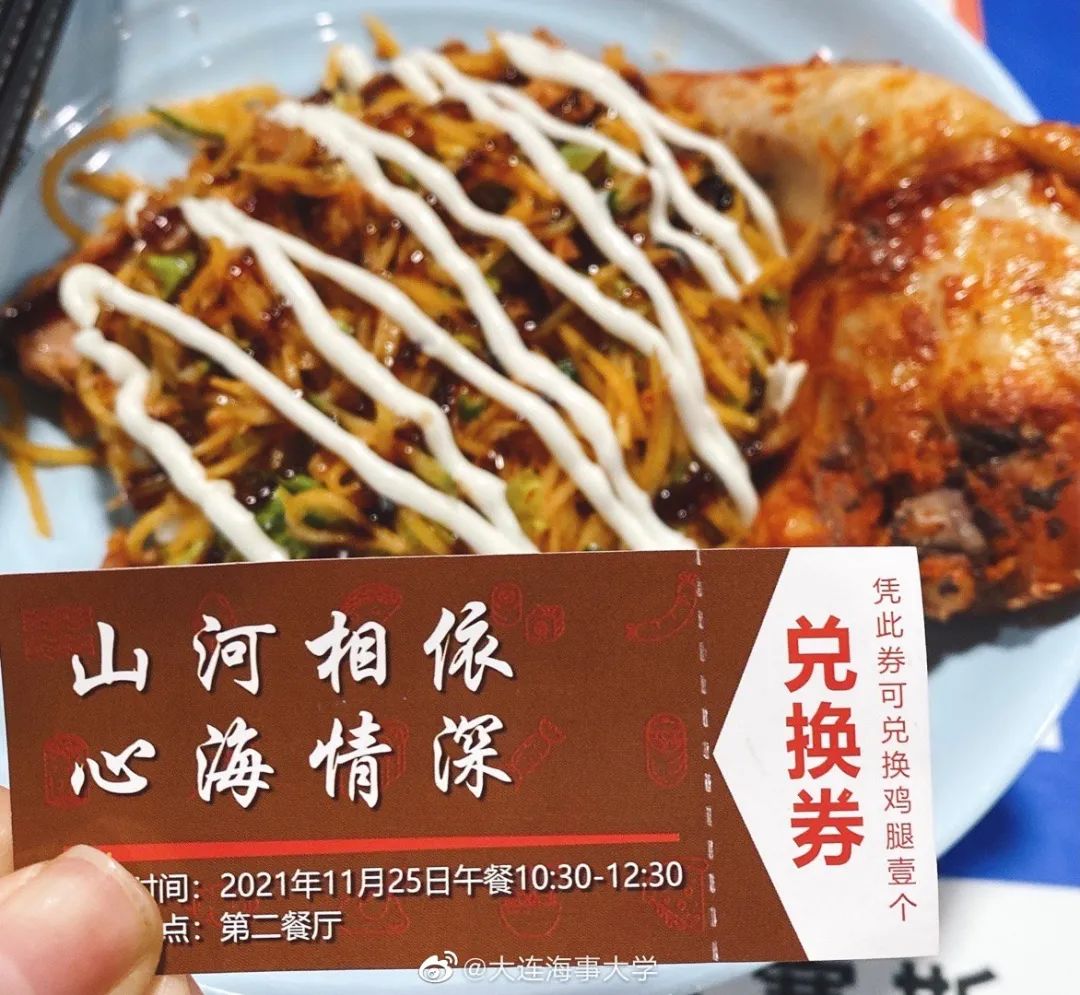 山河相依
心海情深
时间：2021年11月25日午餐10:30-12:30
点：第二餐厅
兑换券
凭此券可兑换鸡腿壹个
@大连海事大学